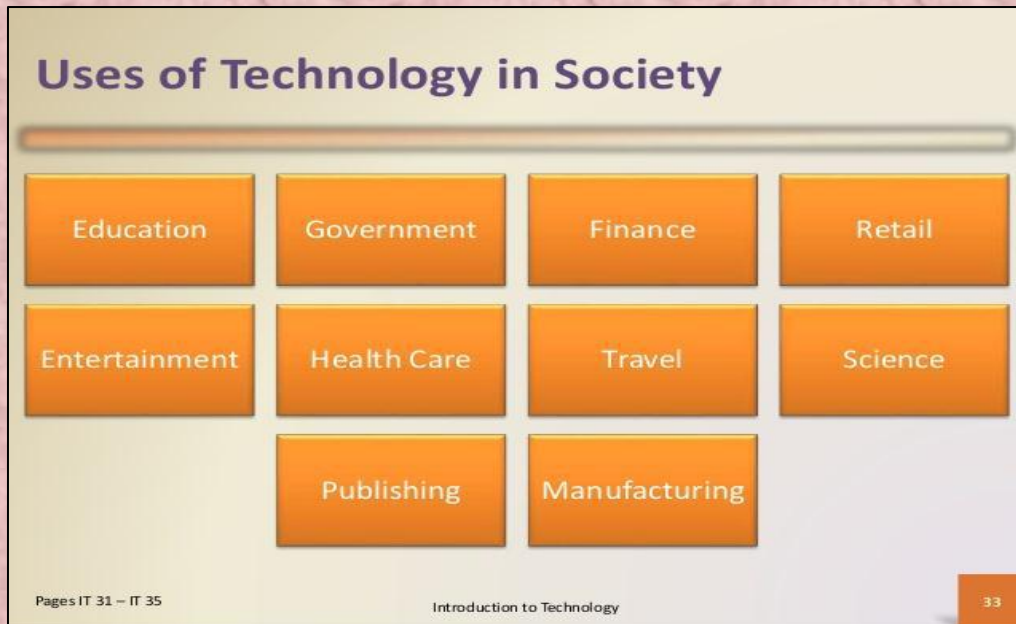 Uses of Technology in Society
Education
Government
Finance
Retail
Entertainment
Health Care
Travel
Science
Publishing
Manufacturing
Pages IT 31 – IT 35
Introduction to Technology
33